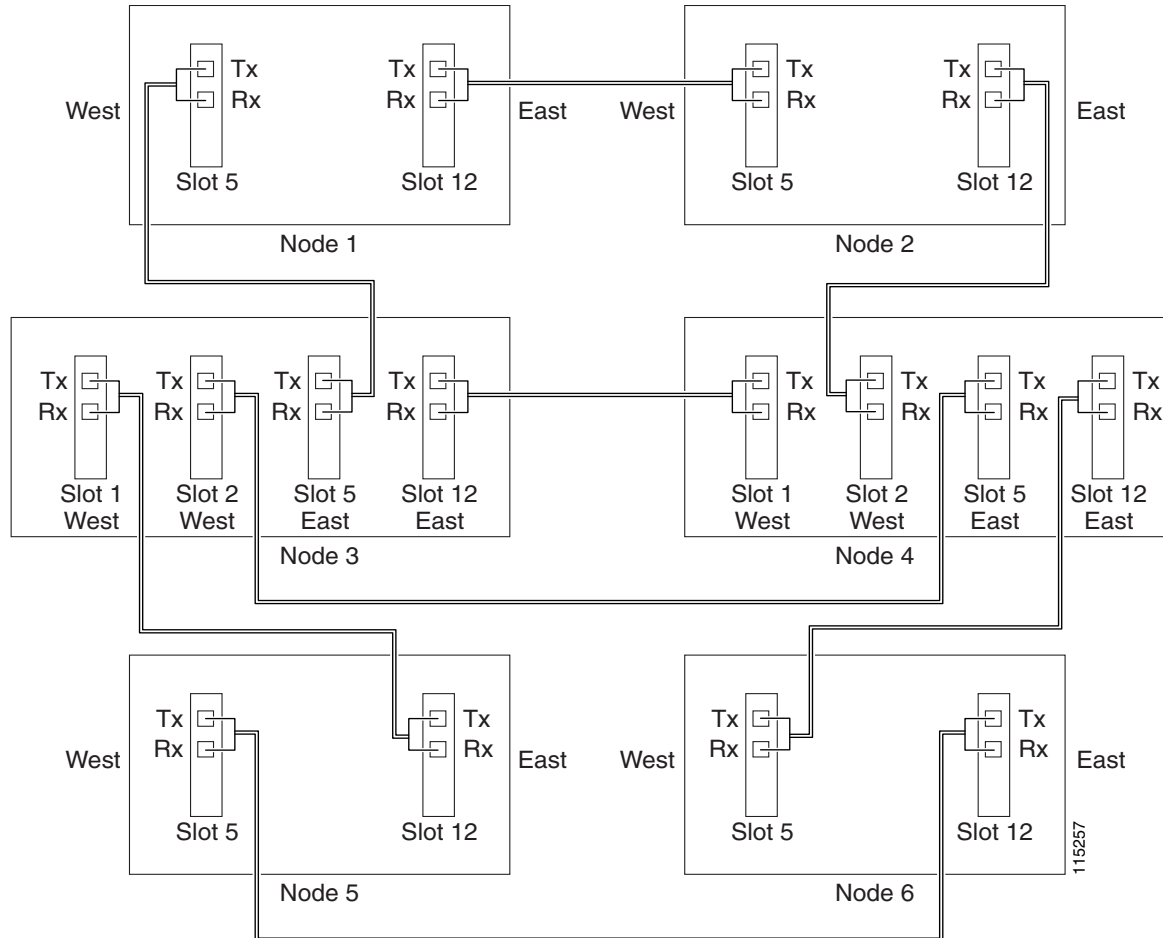 Tx Tx Tx Tx
West Rx Rx East West Rx Rx East
Slot 5 Slot 12 Slot 5 Slot 12
Node 1 Node 2
Tx Tx Tx Tx Tx Tx Tx Tx
Rx Rx Rx Rx Rx Rx Rx Rx
Slot 1 Slot 2 Slot 5 Slot 12 Slot 1 Slot 2 Slot 5 Slot 12
West West East East West West East East
Node 3 Node 4
Tx Tx Tx Tx
West Rx Rx East West Rx Rx East
Slot 5 Slot 12 Slot 5 Slot 12
115257
Node 5 Node 6